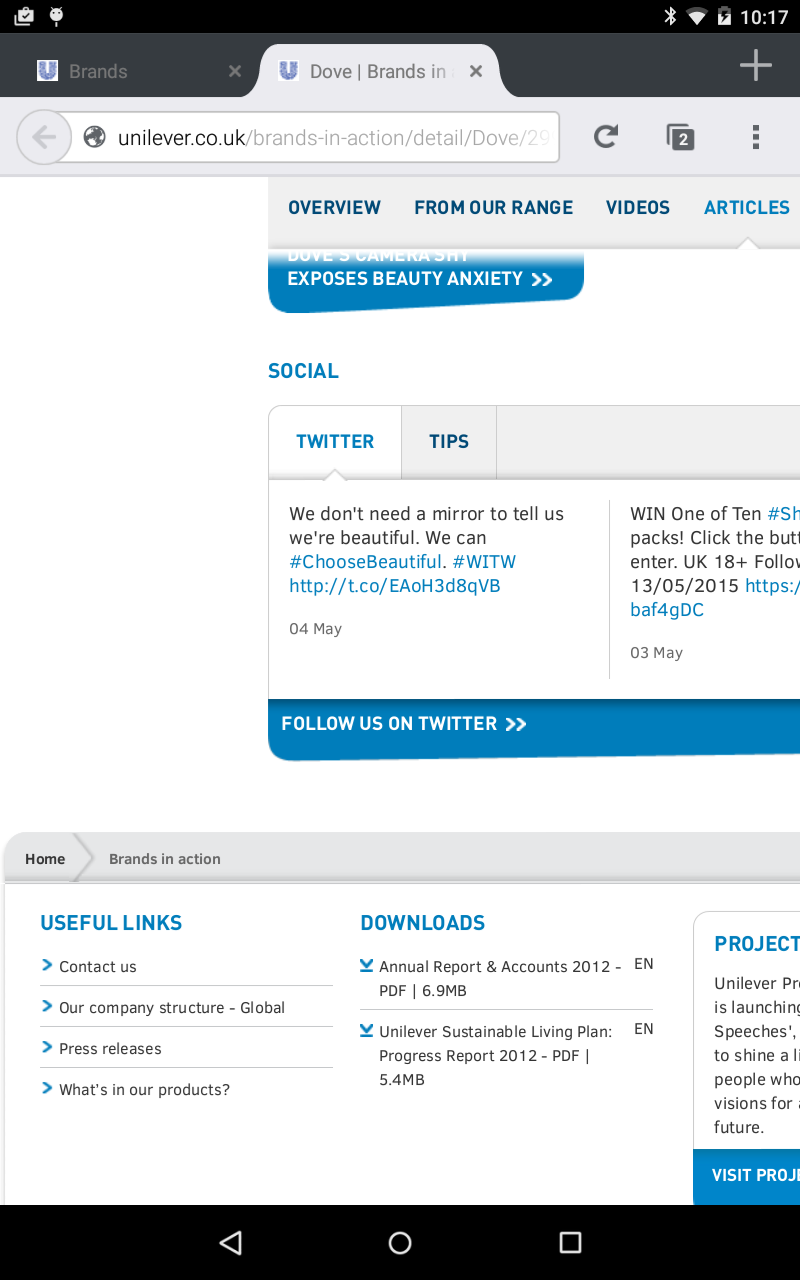 10:17
Brands
Dove | Brands in
unilever.co.uk/brands-in-action/detail/Dove/29
2
OVERVIEW FROM OUR RANGE VIDEOS ARTICLES
DOVE'S CAMERA SHY
EXPOSES BEAUTY ANXIETY
SOCIAL
TWITTER TIPS
We don't need a mirror to tell us
we're beautiful. We can
#ChooseBeautiful. #WITW
http://t.co/EAoH3d8qVB
04 May
WIN One of Ten #Sh
packs! Click the butt
enter. UK 18+ Follow
13/05/2015 https:/
baf4gDC
03 May
FOLLOW US ON TWITTER
Home Brands in action
USEFUL LINKS
Contact us
Our company structure - Global
Press releases
What's in our products?
DOWNLOADS
Annual Report & Accounts 2012 - EN
PDF | 6.9MB
Unilever Sustainable Living Plan: EN
Progress Report 2012 - PDF |
5.4MB
PROJECT
Unilever Pro
is launching
Speeches',
to shine a li
people who
visions for a
future.
VISIT PROJE